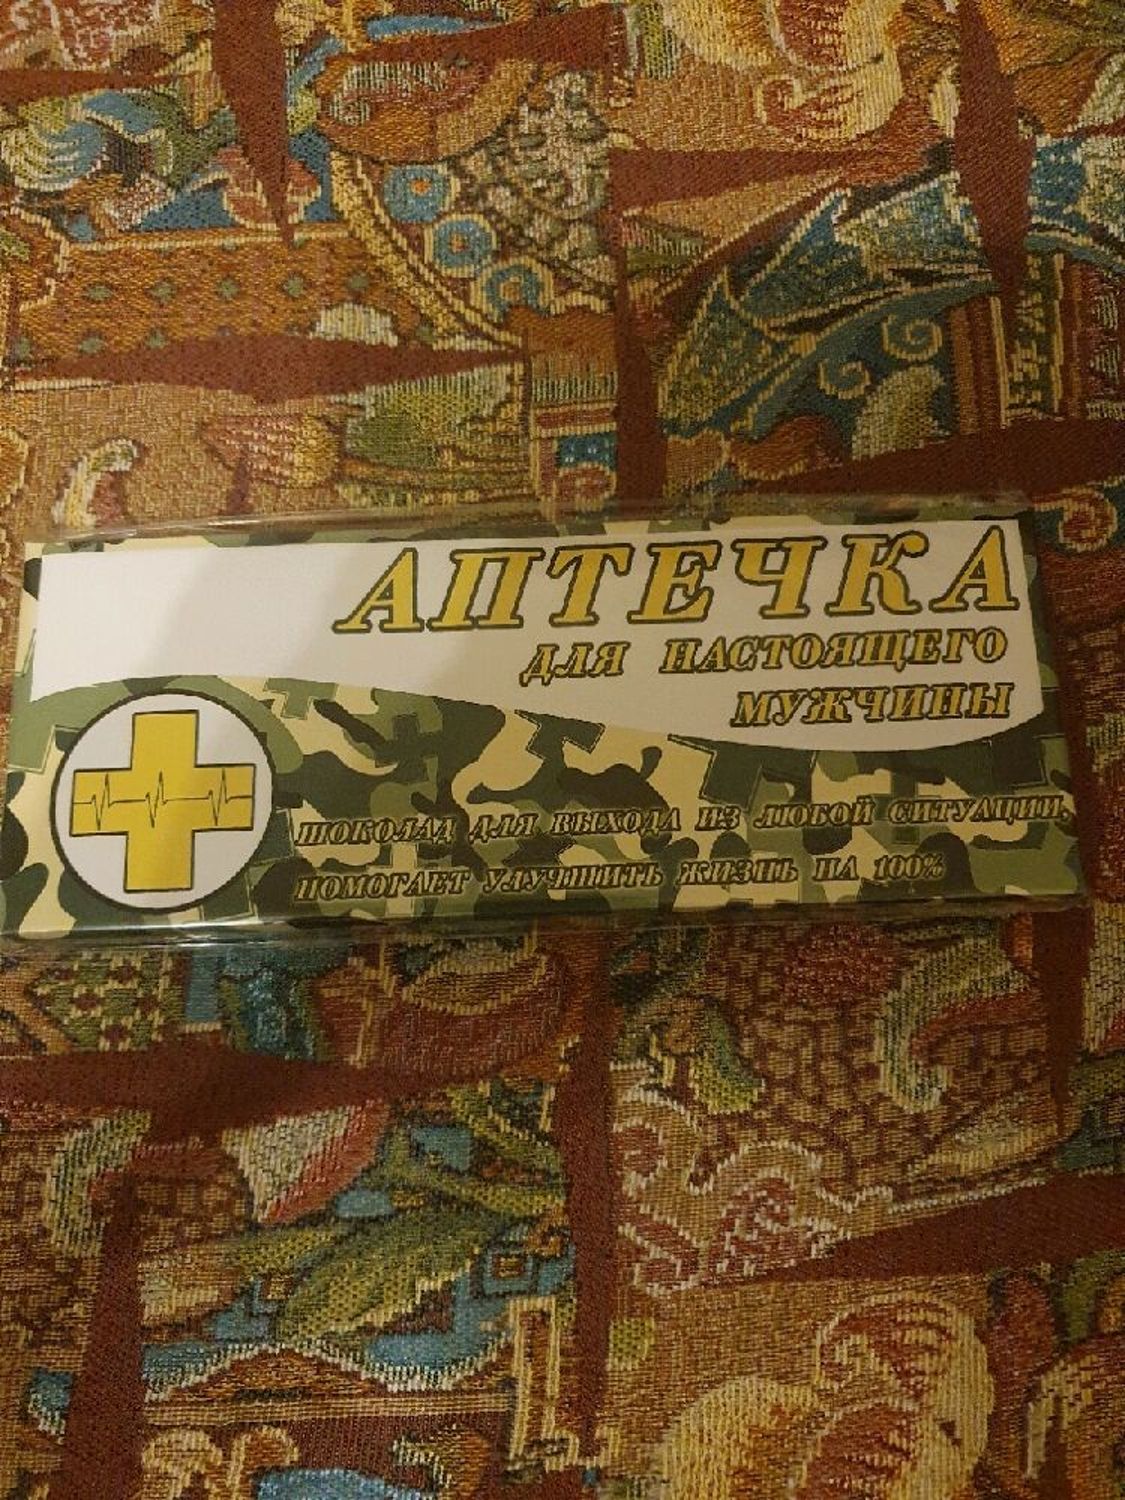 АПТЕЧКА
ДЛЯ НАСТОЯЩЕГО
МУЖЧИНЫ
ШОКОЛАД ДЛЯ ВЫХОДА ИЗ ЛЮБОЙ СИТУАЦИИ,
ПОМОГАЕТ УЛУЧШИТЬ ЖИЗНЬ НА 100%